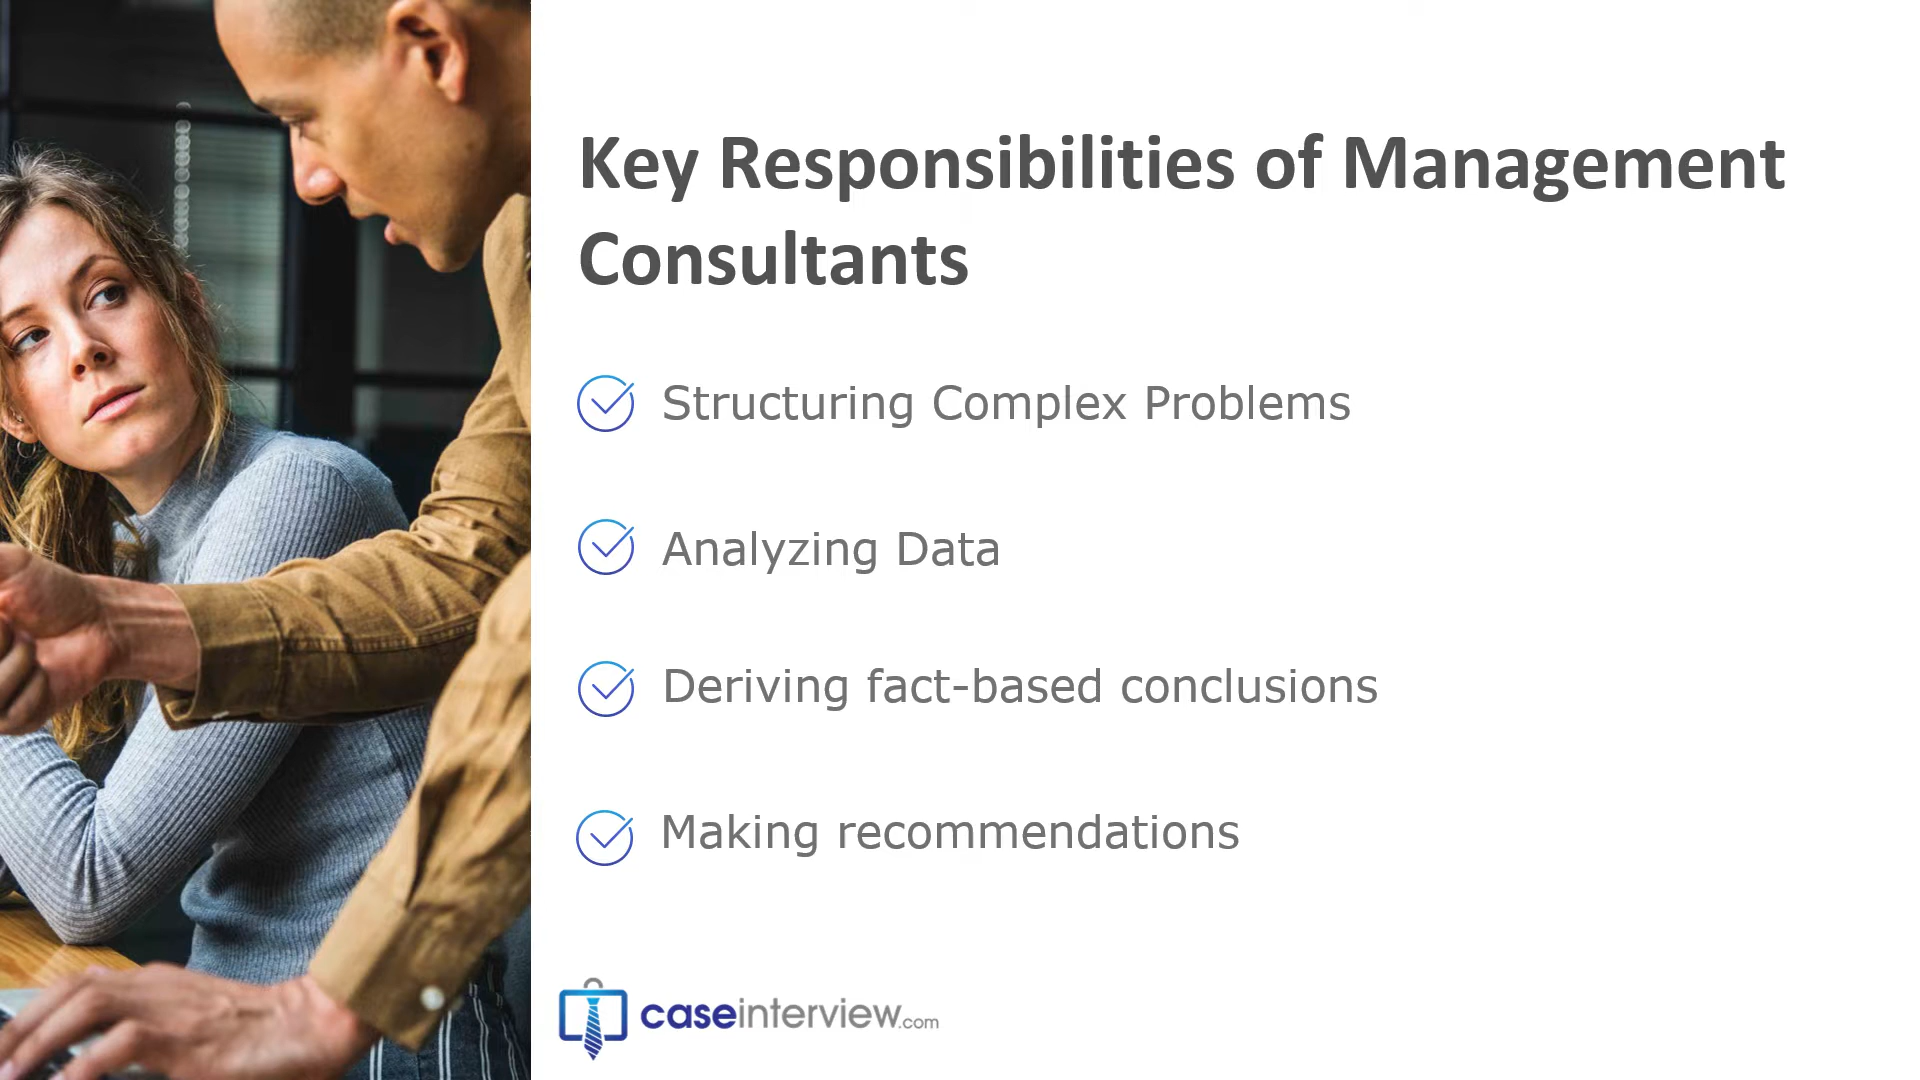 Key Responsibilities of Management
Consultants
Structuring Complex Problems
Analyzing Data
Deriving fact-based conclusions
Making recommendations
caseinterview.com